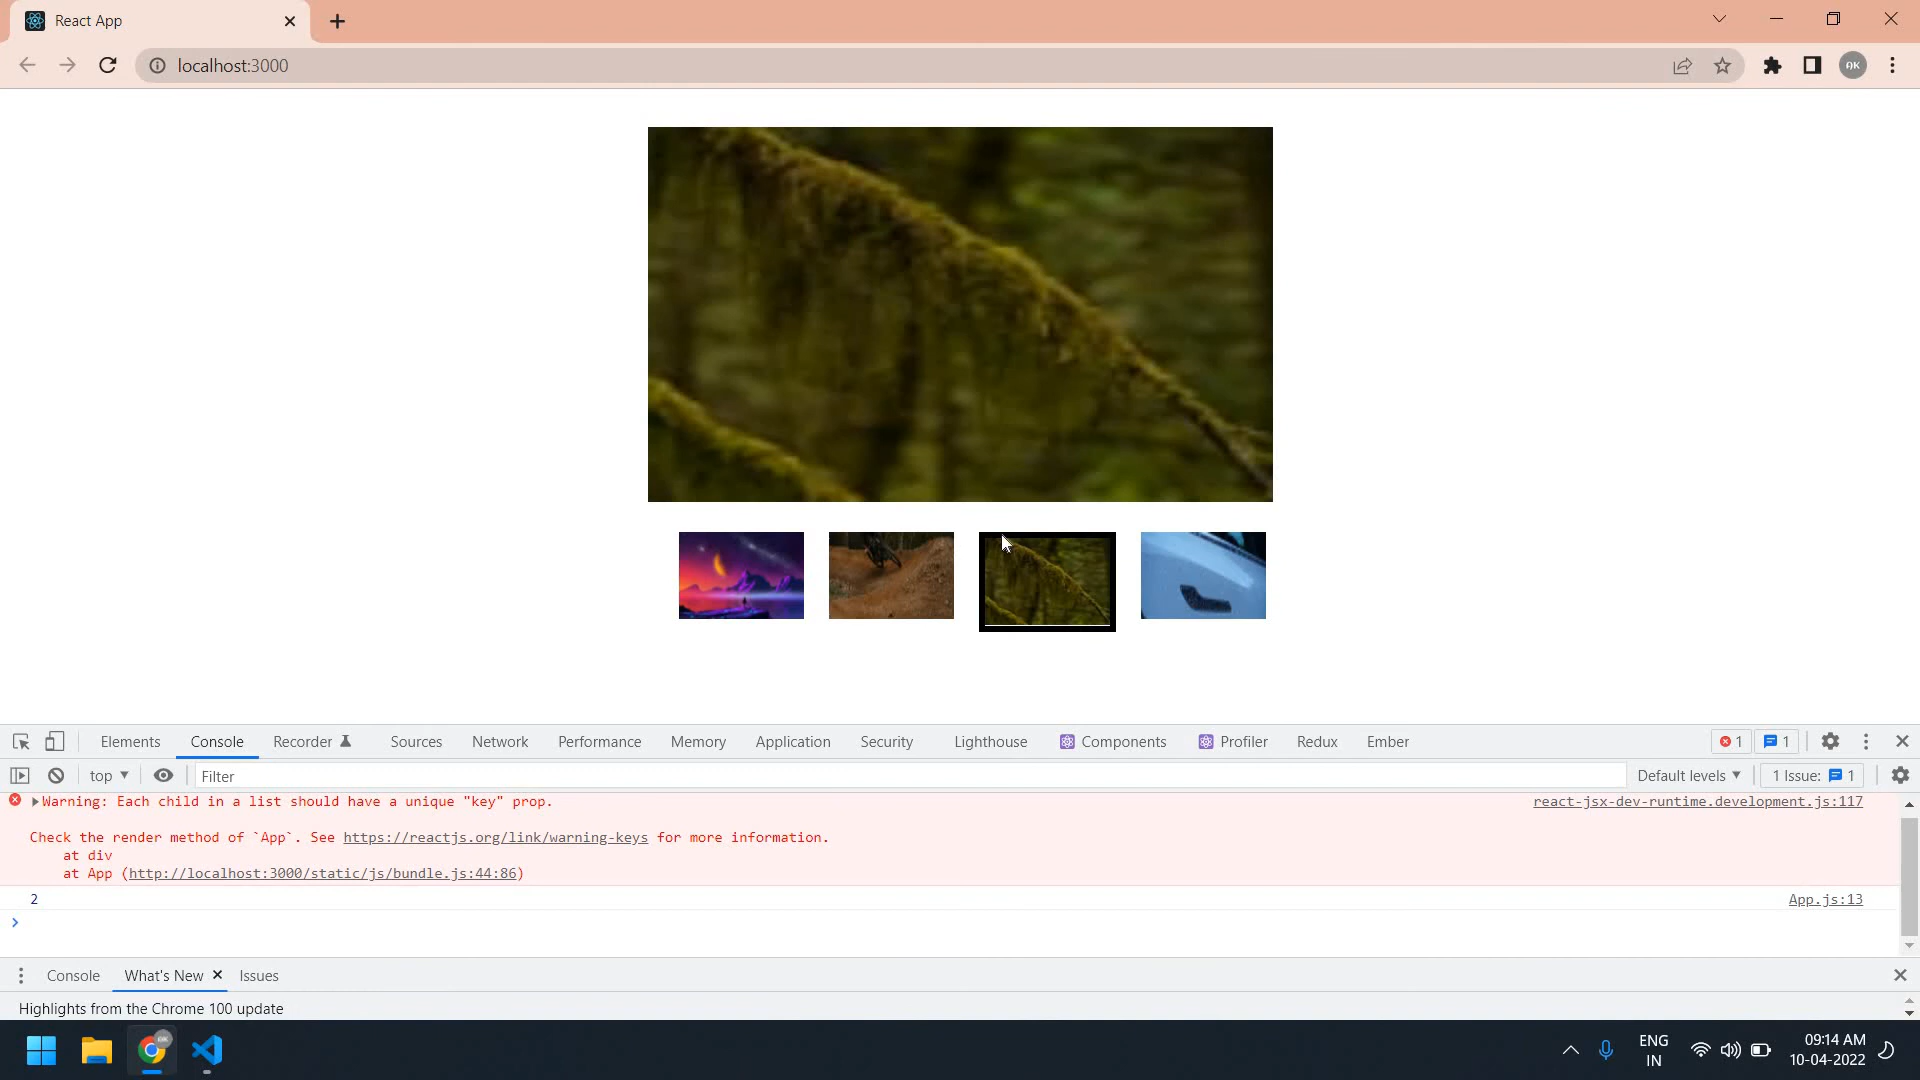 React App
localhost:3000
AK
Elements Console Recorder Sources Network Performance Memory Application Security Lighthouse Components Profiler Redux Ember 1 1
top Filter Default levels 1 Issue: 1
Warning: Each child in a list should have a unique "key" prop. react-jsx-dev-runtime.development.js:117
Check the render method of `App`. See https://reactjs.org/link/warning-keys for more information.
at div
at App (http://localhost:3000/static/js/bundle.js:44:86)
2 App.js:13
Console What's New Issues
Highlights from the Chrome 100 update
ENG 09:14 AM
IN 10-04-2022